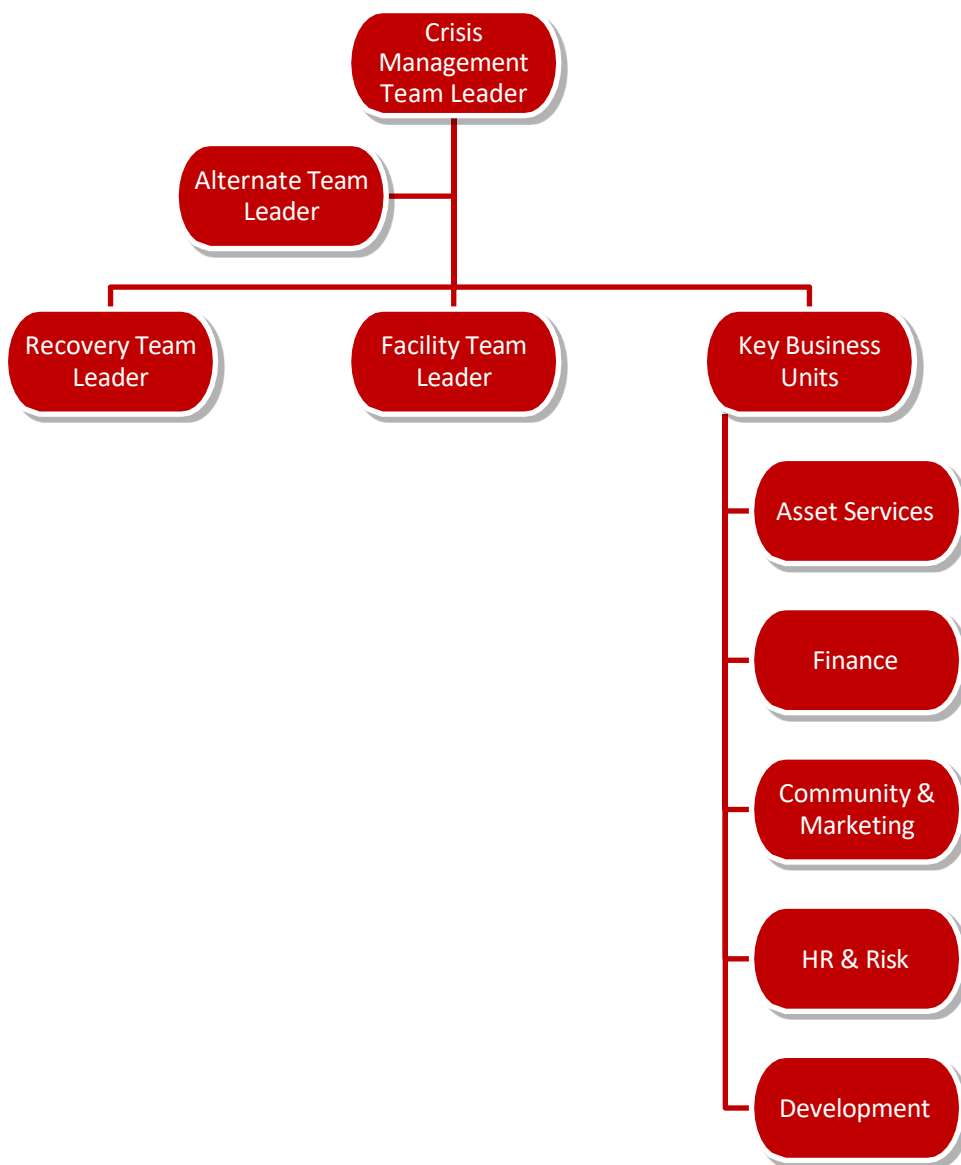 Crisis
Management
Team Leader
Alternate Team
Leader
Recovery Team
Leader
Facility Team
Leader
Key Business
Units
Asset Services
Finance
Community &
Marketing
HR & Risk
Development